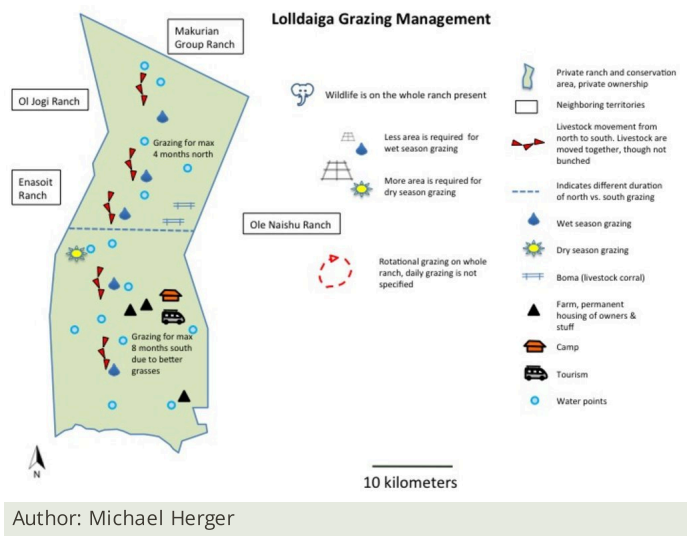 Lolldaiga Grazing Management
Makurian
Group Ranch
Ol Jogi Ranch
Enasoit
Ranch
Ole Naishu Ranch
Grazing for max
4 months north
Grazing for max
8 months south
due to better
grasses
N
Wildlife is on the whole ranch present
Less area is required for
wet season grazing
More area is required for
dry season grazing
Rotational grazing on whole
ranch, daily grazing is not
specified
Private ranch and conservation
area, private ownership
Neighboring territories
Livestock movement from
north to south. Livestock are
moved together, though not
bunched
Indicates different duration
of north vs. south grazing
Wet season grazing
Dry season grazing
Boma (livestock corral)
Farm, permanent
housing of owners &
stuff
Camp
Tourism
Water points
10 kilometers
Author: Michael Herger